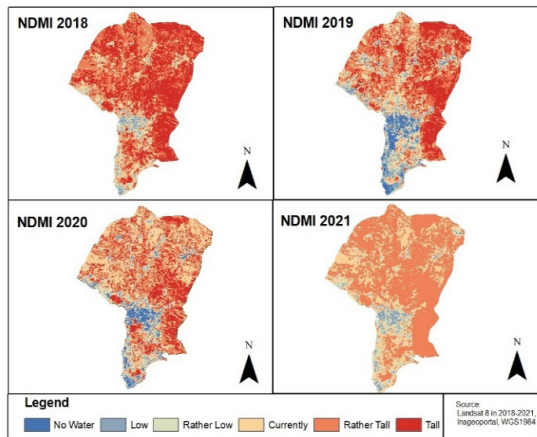 NDMI 2018
NDMI 2019
N
N
NDMI 2020
NDMI 2021
N
N
Legend
No Water
Low
Rather Low
Currently
Rather Tall
Tall
Source:
Landsat 8 in 2018-2021,
Inageoportal, WGS1984